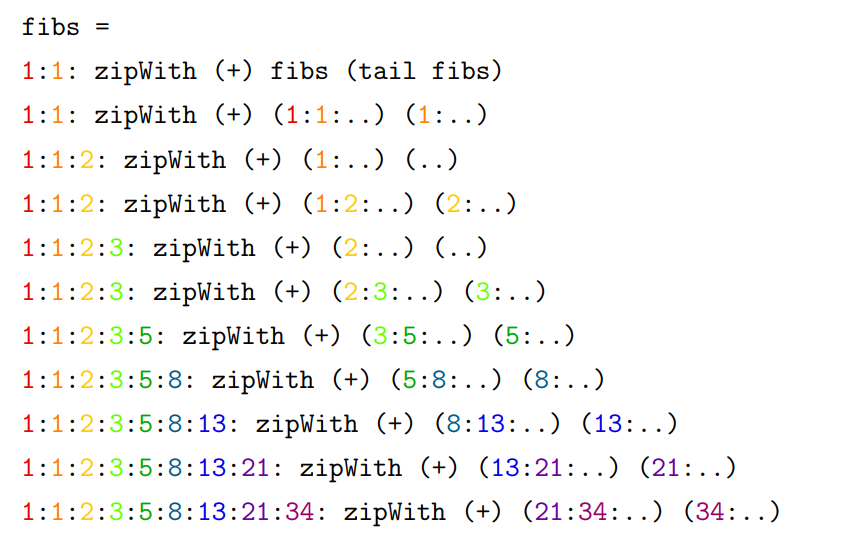 fibs =
1:1: zipWith (+) fibs (tail fibs)
1:1: zipWith (+) (1:1:..) (1:..)
1:1:2: zipWith (+) (1:..) (..)
1:1:2: zipWith (+) (1:2:..) (2:..)
1:1:2:3: zipWith (+) (2:..) (..)
1:1:2:3: zipWith (+) (2:3:..) (3:..)
1:1:2:3:5: zipWith (+) (3:5:..) (5:..)
1:1:2:3:5:8: zipWith (+) (5:8:..) (8:..)
1:1:2:3:5:8:13: zipWith (+) (8:13:..) (13:..)
1:1:2:3:5:8:13:21: zipWith (+) (13:21:..) (21:..)
1:1:2:3:5:8:13:21:34: zipWith (+) (21:34:..) (34:..)